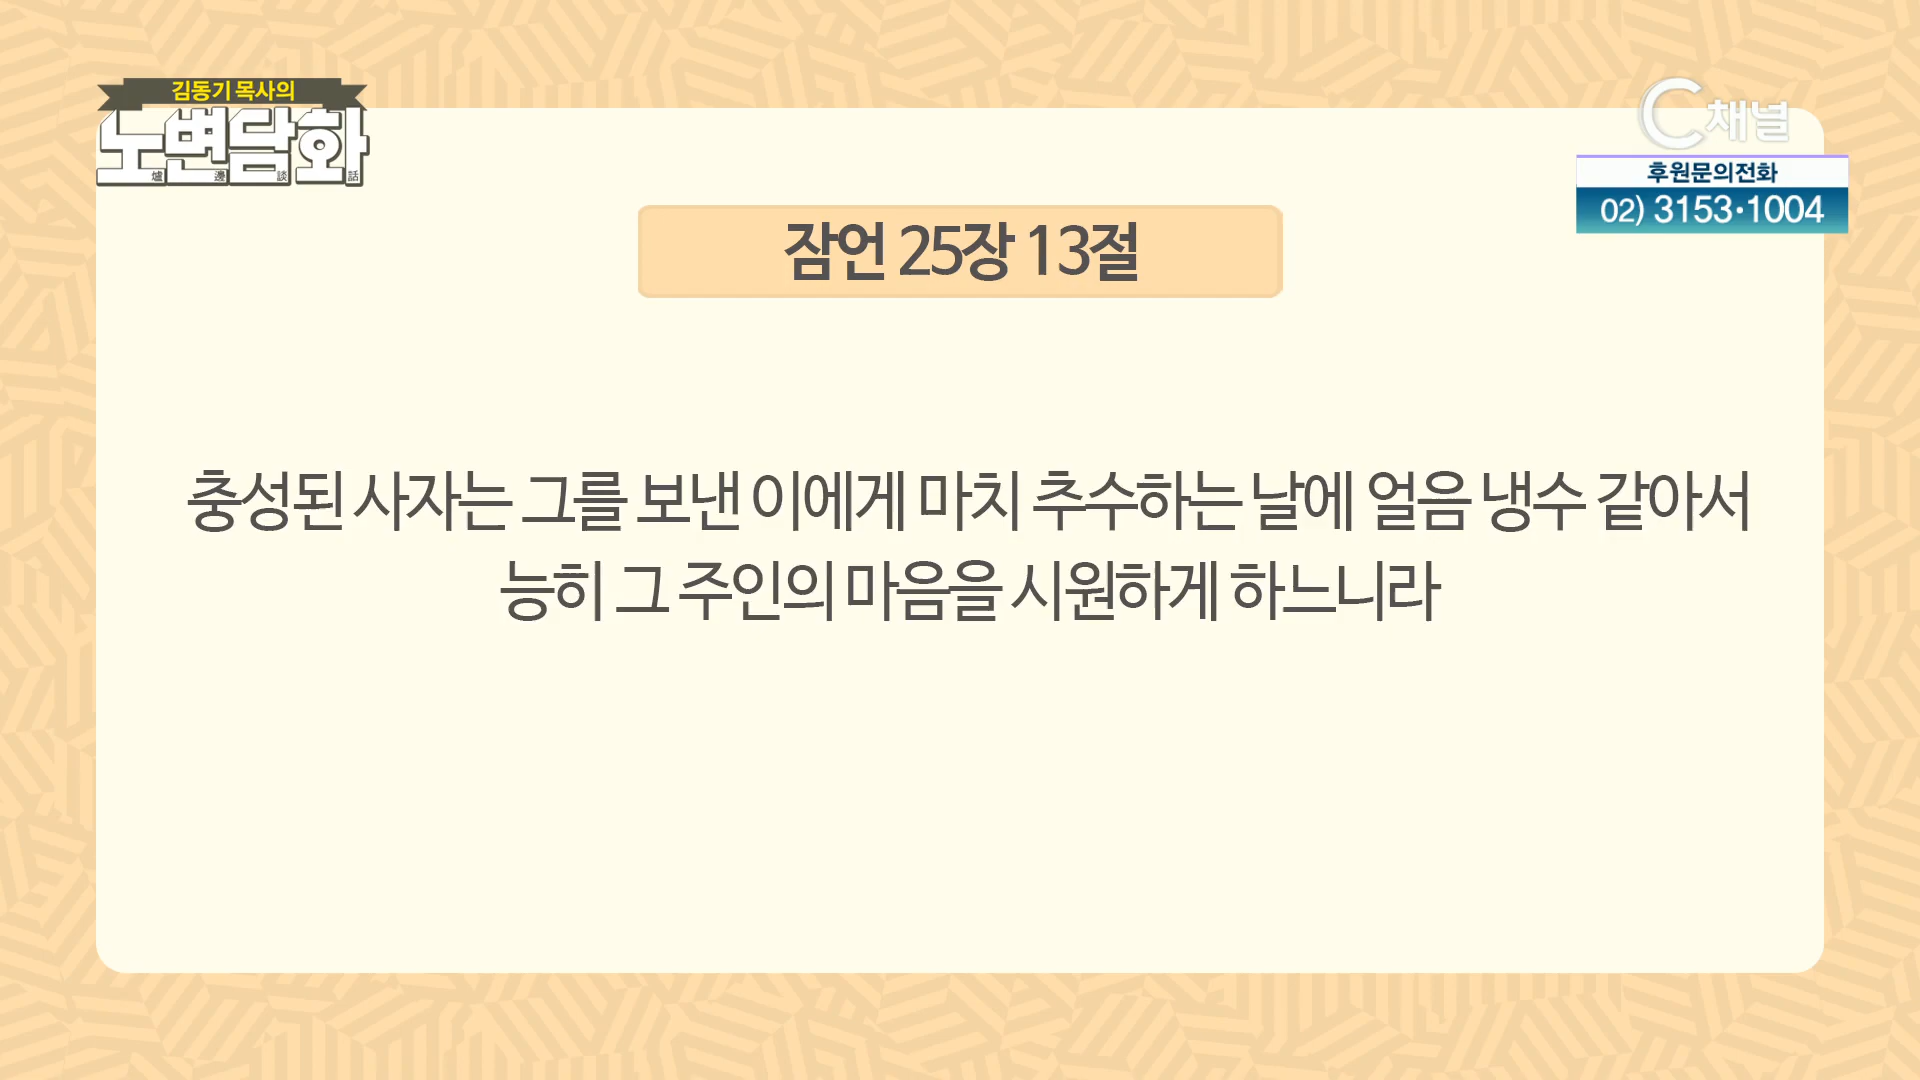 김동기 목사의
노변담화
爐邊談話
C채널
후원문의전화
02) 3153·1004
잠언 25장 13절
충성된 사자는 그를 보낸 이에게 마치 추수하는 날에 얼음 냉수 같아서
능히 그 주인의 마음을 시원하게 하느니라